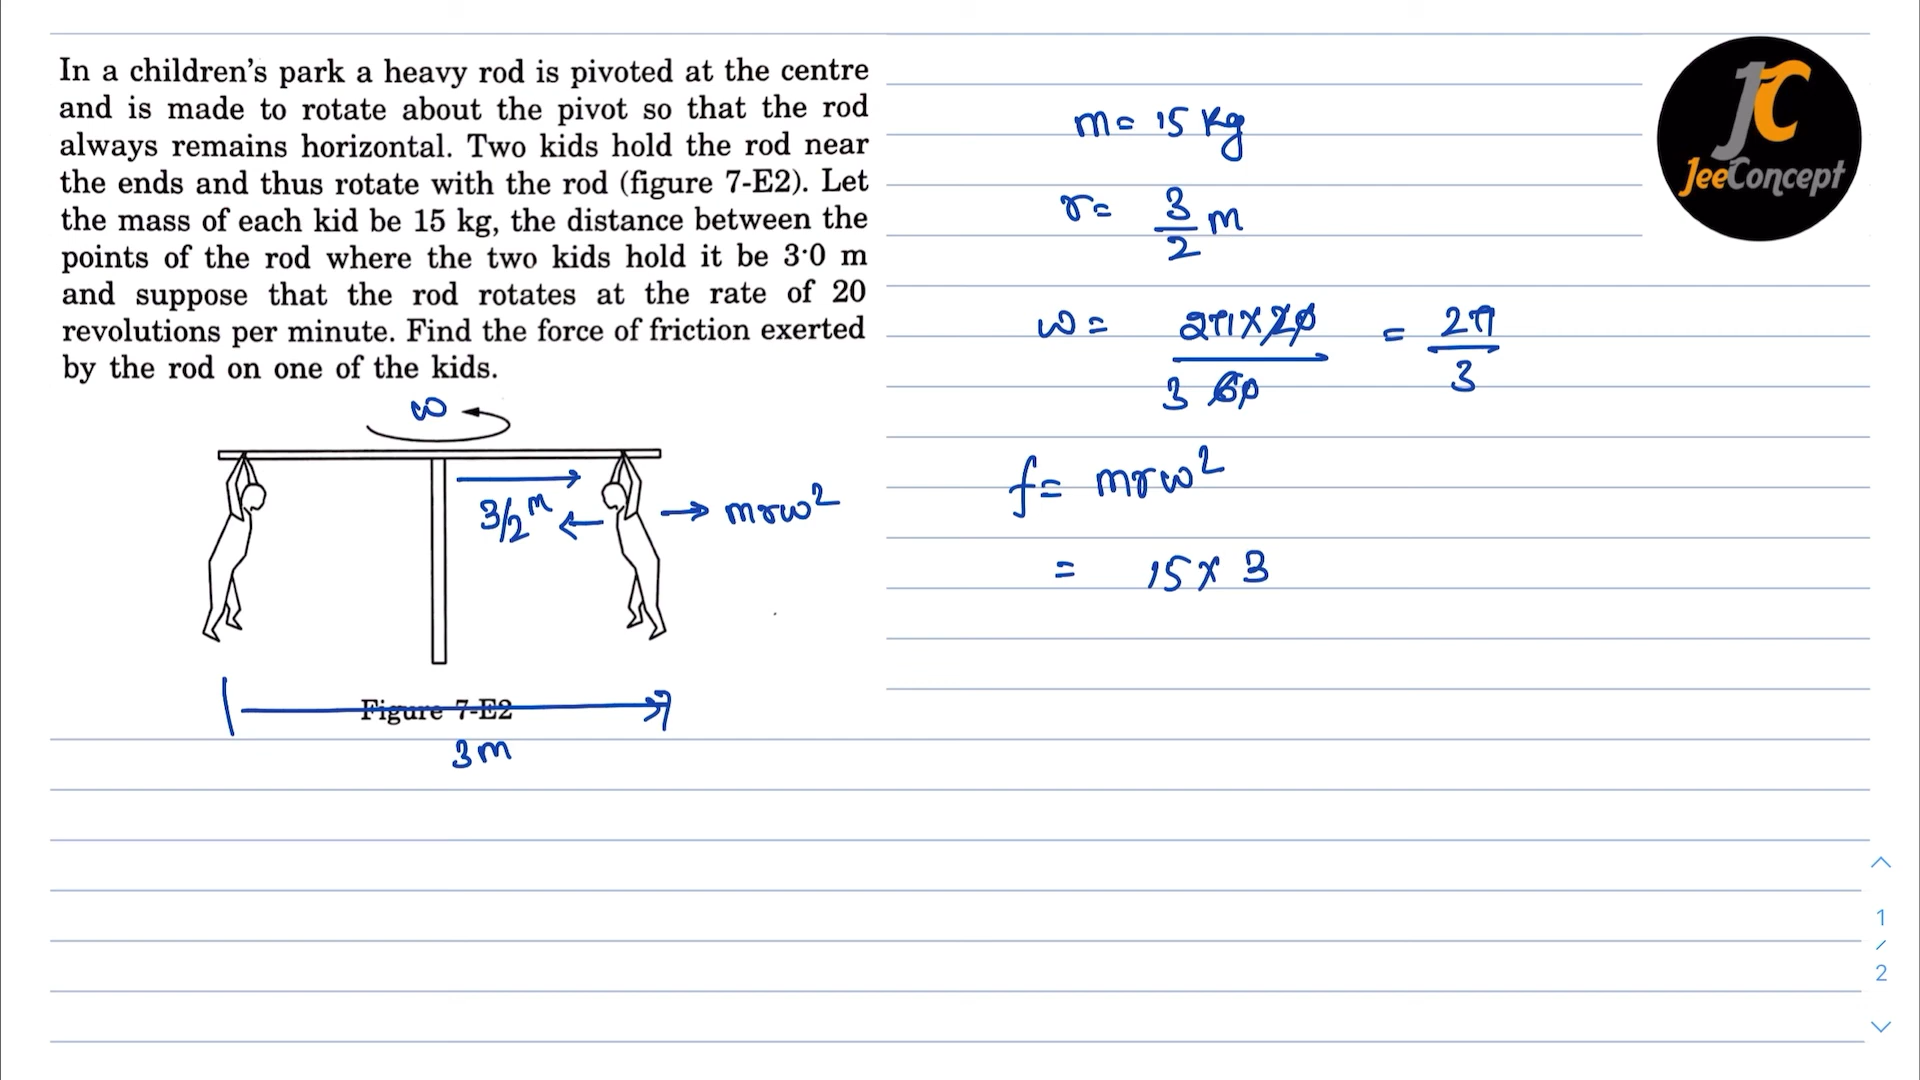 In a children's park a heavy rod is pivoted at the centre
and is made to rotate about the pivot so that the rod
always remains horizontal. Two kids hold the rod near
the ends and thus rotate with the rod (figure 7-E2). Let
the mass of each kid be 15 kg, the distance between the
points of the rod where the two kids hold it be 3·0 m
and suppose that the rod rotates at the rate of 20
revolutions per minute. Find the force of friction exerted
by the rod on one of the kids.
ω
3/2 m
← → mrω²
Figure 7-E2
3m
m = 15 Kg
r = 3/2 m
ω = 2π × 20 / 3 60 = 2π/3
f = mrω²
= 15 × 3
JC
JeeConcept
1
/
2